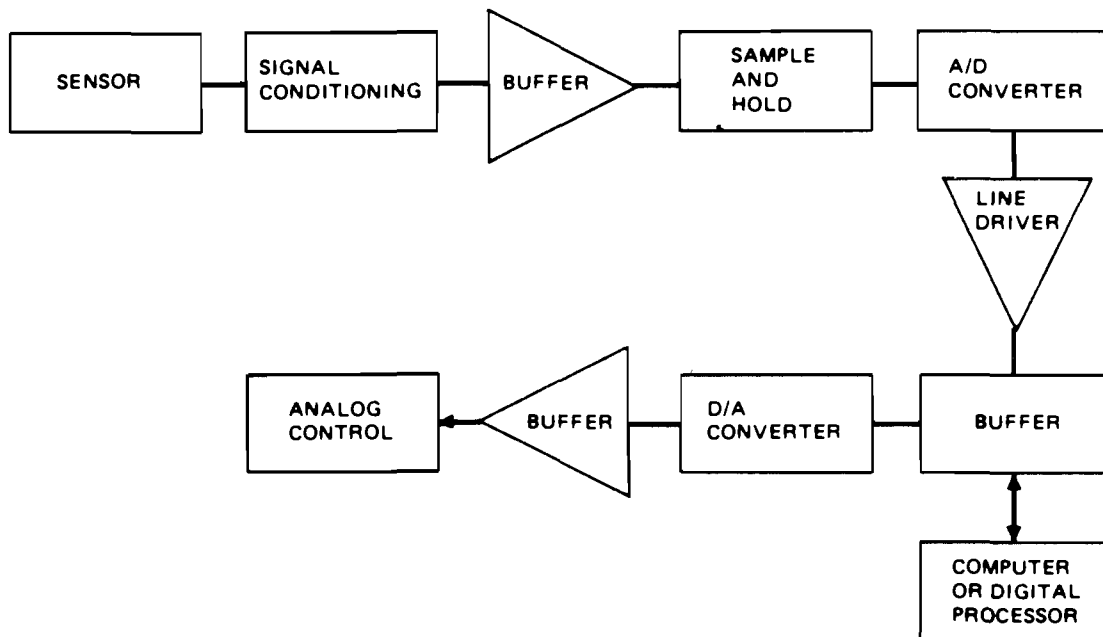 SENSOR
SIGNAL
CONDITIONING
BUFFER
SAMPLE
AND
HOLD
A/D
CONVERTER
LINE
DRIVER
ANALOG
CONTROL
BUFFER
D/A
CONVERTER
BUFFER
COMPUTER
OR DIGITAL
PROCESSOR